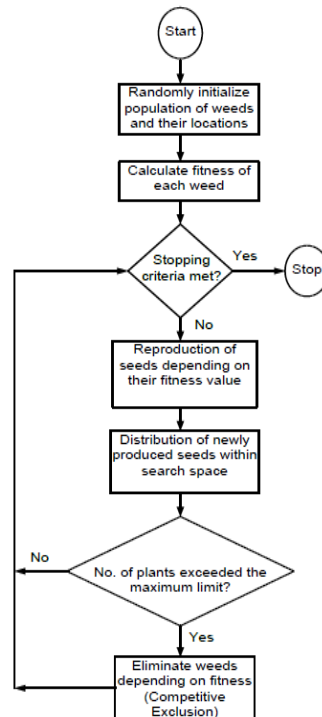 Start
Randomly initialize
population of weeds
and their locations
Calculate fitness of
each weed
Stopping
criteria met?
Yes
Stop
No
Reproduction of
seeds depending on
their fitness value
Distribution of newly
produced seeds within
search space
No
No. of plants exceeded the
maximum limit?
Yes
Eliminate weeds
depending on fitness
(Competitive
Exclusion)